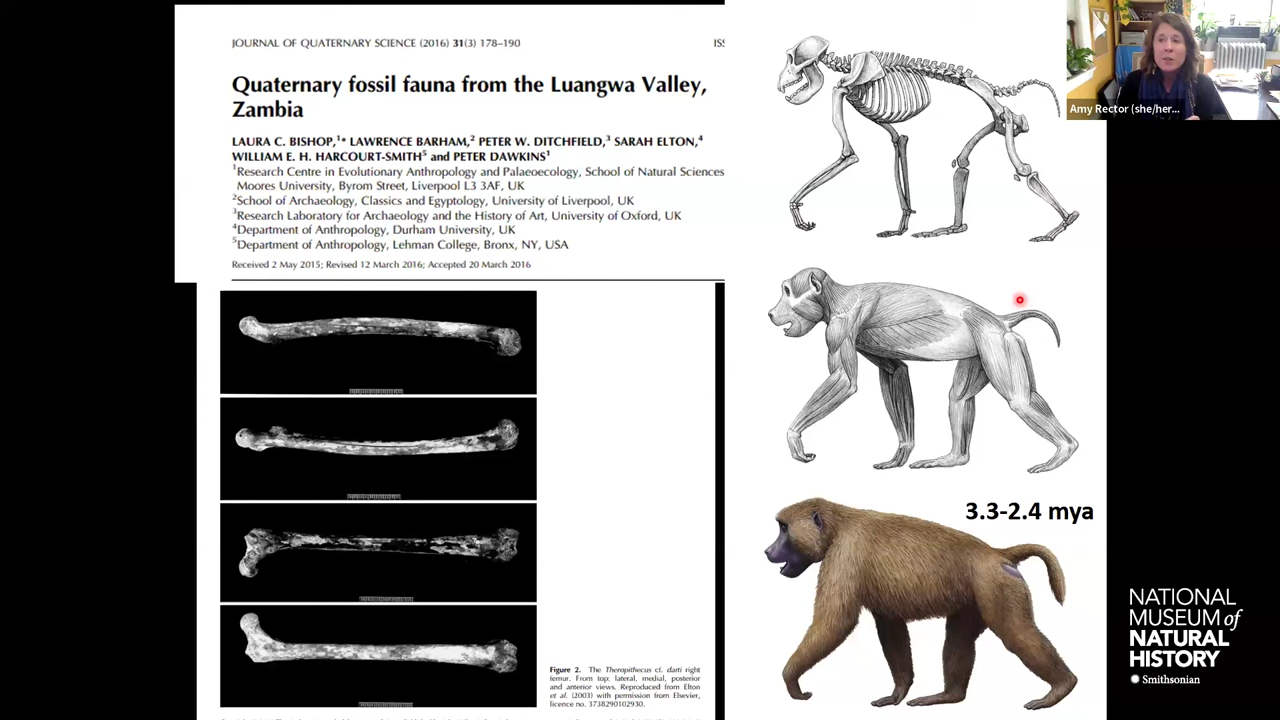 JOURNAL OF QUATERNARY SCIENCE (2016) 31(3) 178–190
ISS
Quaternary fossil fauna from the Luangwa Valley,
Zambia
LAURA C. BISHOP,1* LAWRENCE BARHAM,2 PETER W. DITCHFIELD,3 SARAH ELTON,4
WILLIAM E. H. HARCOURT-SMITH5 and PETER DAWKINS1
1Research Centre in Evolutionary Anthropology and Palaeoecology, School of Natural Sciences
Moores University, Byrom Street, Liverpool L3 3AF, UK
2School of Archaeology, Classics and Egyptology, University of Liverpool, UK
3Research Laboratory for Archaeology and the History of Art, University of Oxford, UK
4Department of Anthropology, Durham University, UK
5Department of Anthropology, Lehman College, Bronx, NY, USA
Received 2 May 2015; Revised 12 March 2016; Accepted 20 March 2016
Figure 2. The Theropithecus cf. darti right
femur. From top: lateral, medial, posterior
and anterior views. Reproduced from Elton
et al. (2003) with permission from Elsevier,
licence no. 3738290102930.
3.3-2.4 mya
Amy Rector (she/her...
NATIONAL
MUSEUM of
NATURAL
HISTORY
Smithsonian